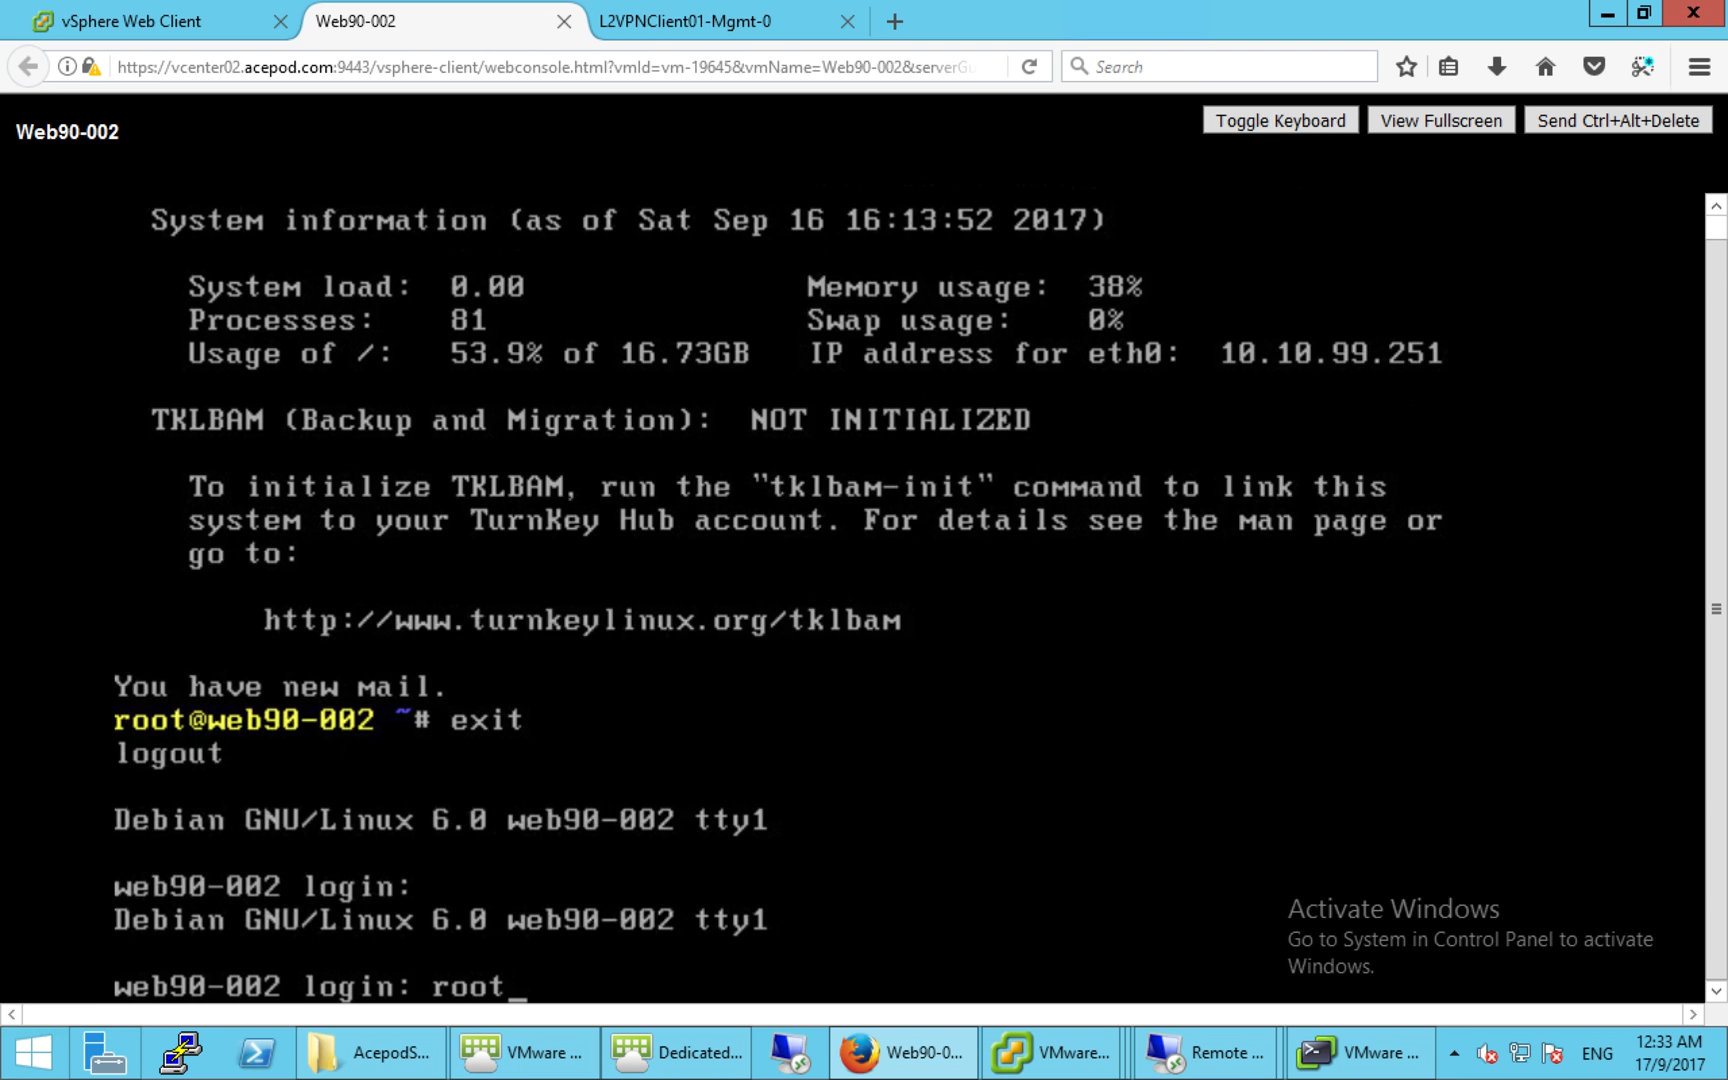 vSphere Web Client
Web90-002
L2VPNClient01-Mgmt-0
https://vcenter02.acepod.com:9443/vsphere-client/webconsole.html?vmId=vm-19645&vmName=Web90-002&serverGu
Search
Web90-002
Toggle Keyboard
View Fullscreen
Send Ctrl+Alt+Delete
System information (as of Sat Sep 16 16:13:52 2017)
System load: 0.00 Memory usage: 38%
Processes: 81 Swap usage: 0%
Usage of /: 53.9% of 16.73GB IP address for eth0: 10.10.99.251
TKLBAM (Backup and Migration): NOT INITIALIZED
To initialize TKLBAM, run the "tklbam-init" command to link this
system to your TurnKey Hub account. For details see the man page or
go to:
http://www.turnkeylinux.org/tklbam
You have new mail.
root@web90-002 ~# exit
logout
Debian GNU/Linux 6.0 web90-002 tty1
web90-002 login:
Debian GNU/Linux 6.0 web90-002 tty1
web90-002 login: root_
Activate Windows
Go to System in Control Panel to activate
Windows.
AcepodS...
VMware ...
Dedicated...
Web90-0...
VMware...
Remote ...
VMware ...
ENG
12:33 AM
17/9/2017